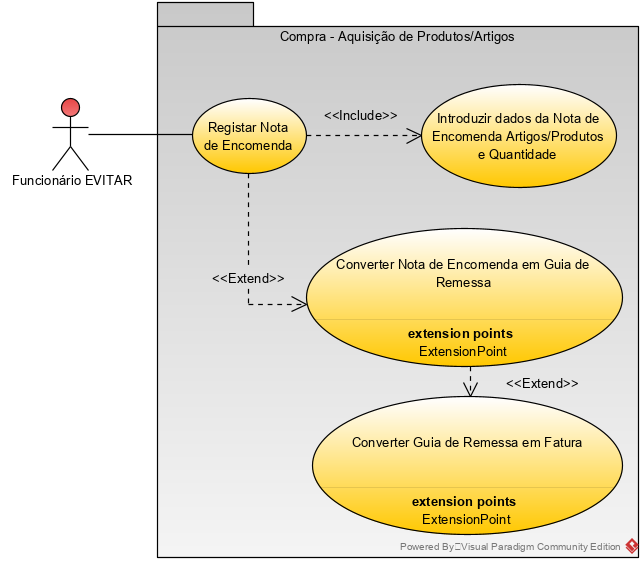 Compra - Aquisição de Produtos/Artigos
Funcionário EVITAR
Registar Nota
de Encomenda
<<Include>>
Introduzir dados da Nota de
Encomenda Artigos/Produtos
e Quantidade
<<Extend>>
Converter Nota de Encomenda em Guia de
Remessa
extension points
ExtensionPoint
<<Extend>>
Converter Guia de Remessa em Fatura
extension points
ExtensionPoint
Powered By Visual Paradigm Community Edition